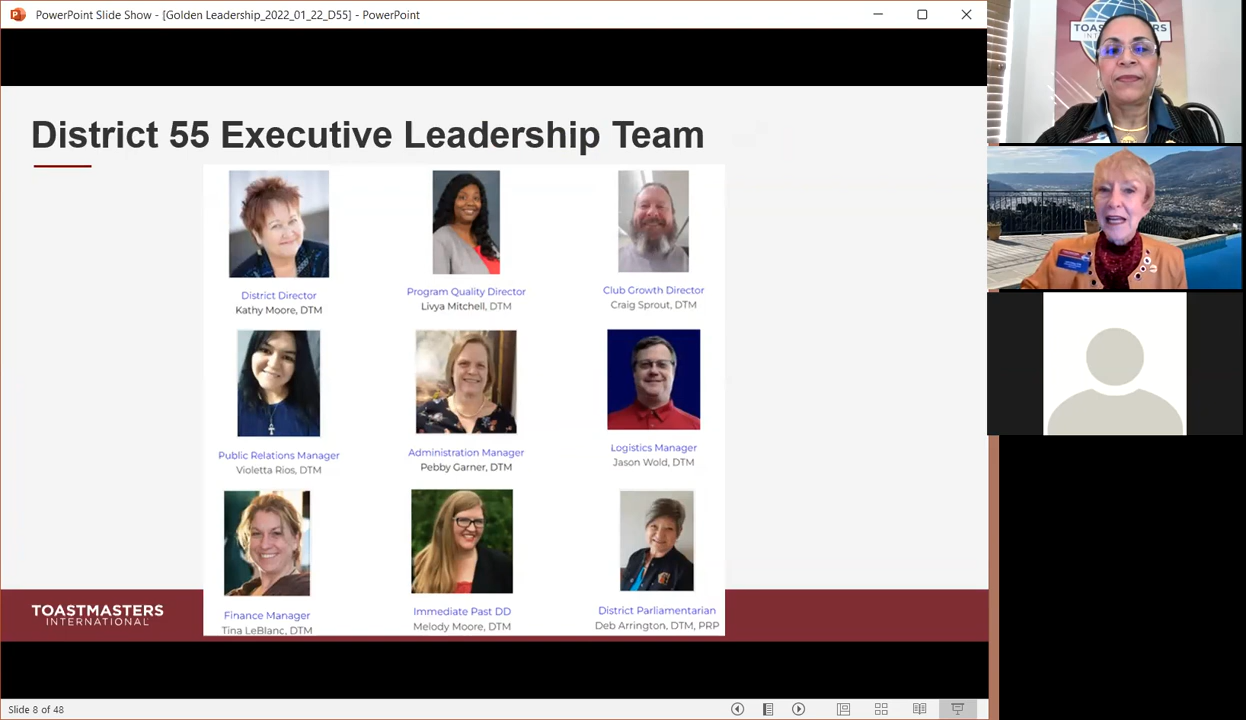 PowerPoint Slide Show - [Golden Leadership_2022_01_22_D55] - PowerPoint
District 55 Executive Leadership Team
District Director
Kathy Moore, DTM
Program Quality Director
Livya Mitchell, DTM
Club Growth Director
Craig Sprout, DTM
Public Relations Manager
Violetta Rios, DTM
Administration Manager
Pebby Garner, DTM
Logistics Manager
Jason Wold, DTM
Finance Manager
Tina LeBlanc, DTM
Immediate Past DD
Melody Moore, DTM
District Parliamentarian
Deb Arrington, DTM, PRP
TOASTMASTERS
INTERNATIONAL
Slide 8 of 48